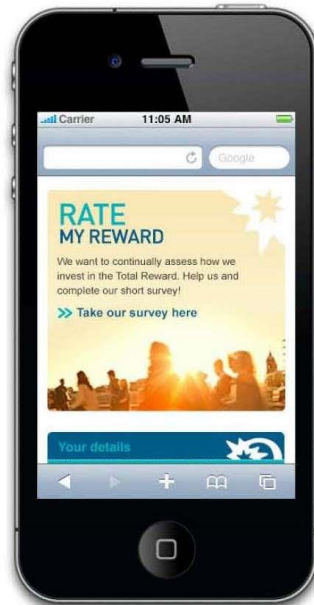 Carrier 11:05 AM
Google
RATE
MY REWARD
We want to continually assess how we
invest in the Total Reward. Help us and
complete our short survey!
>> Take our survey here
Your details